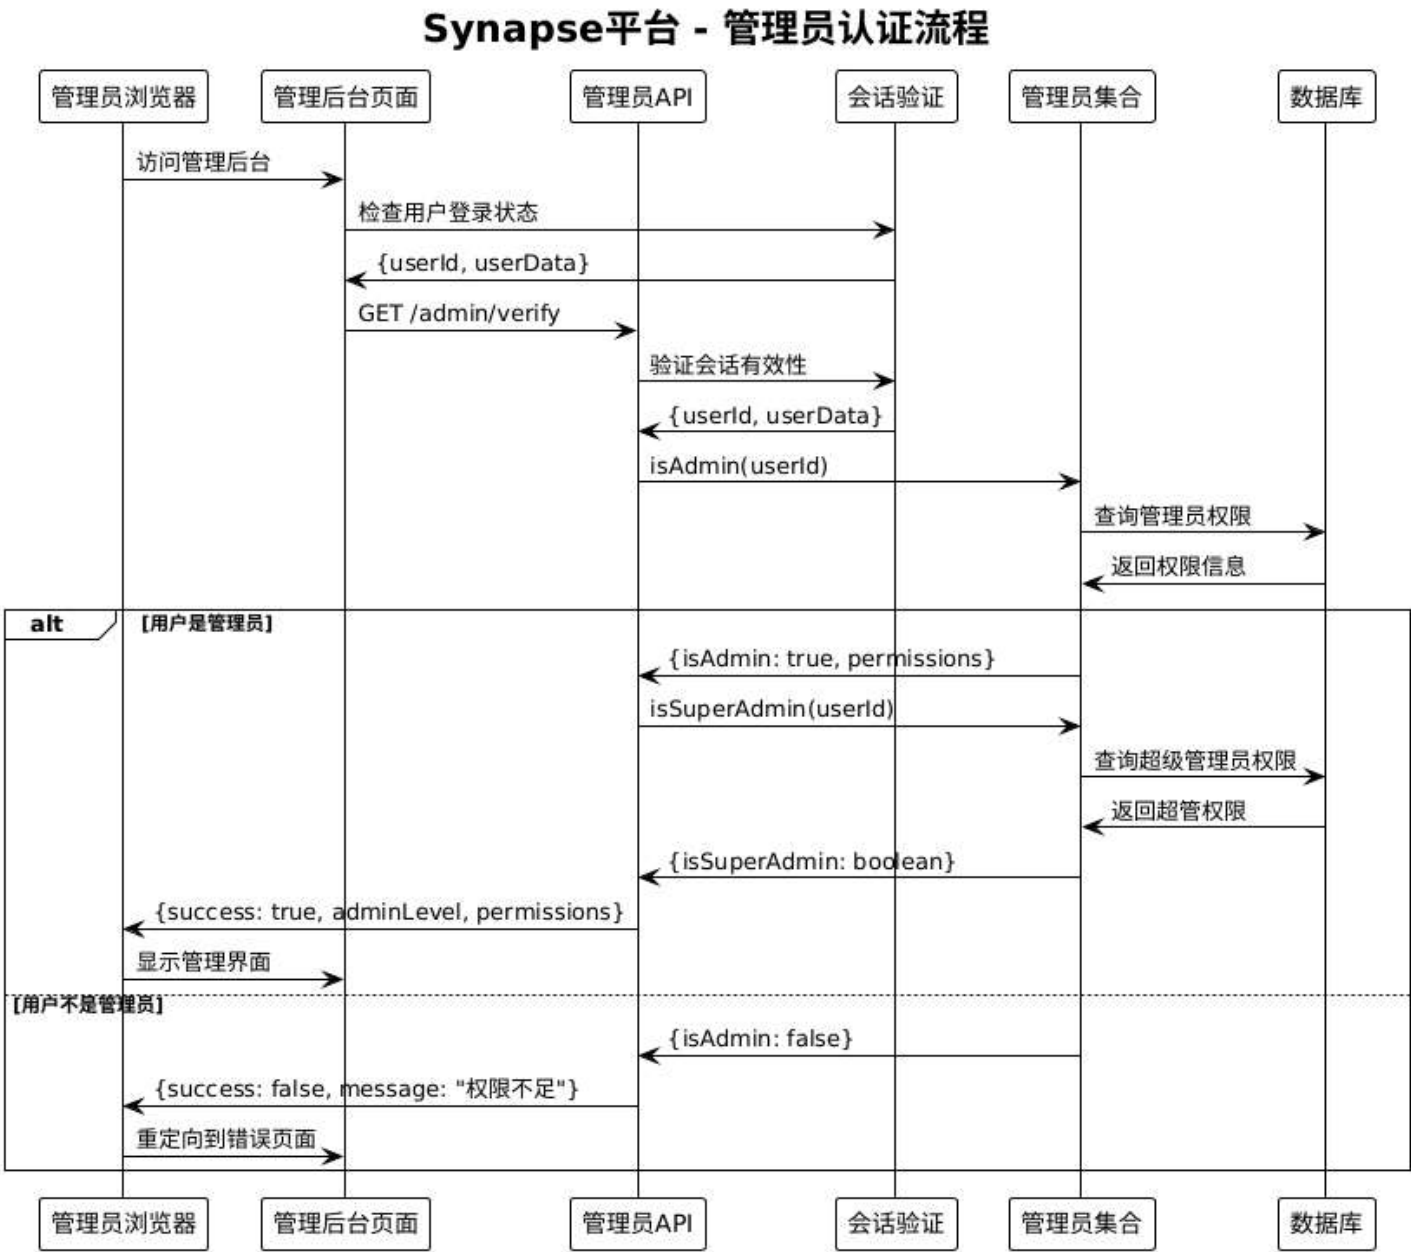 Synapse平台 - 管理员认证流程
管理员浏览器
管理后台页面
管理员API
会话验证
管理员集合
数据库
访问管理后台
检查用户登录状态
{userId, userData}
GET /admin/verify
验证会话有效性
{userId, userData}
isAdmin(userId)
查询管理员权限
返回权限信息
alt
[用户是管理员]
{isAdmin: true, permissions}
isSuperAdmin(userId)
查询超级管理员权限
返回超管权限
{isSuperAdmin: boolean}
{success: true, adminLevel, permissions}
显示管理界面
[用户不是管理员]
{isAdmin: false}
{success: false, message: "权限不足"}
重定向到错误页面
管理员浏览器
管理后台页面
管理员API
会话验证
管理员集合
数据库